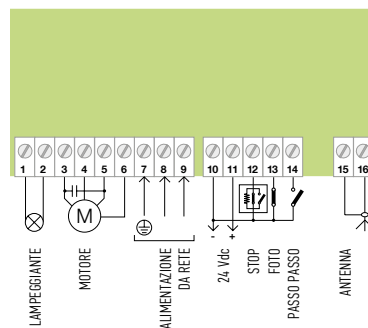 1 2 3 4 5 6 7 8 9 10 11 12 13 14 15 16
M
- +
LAMPEGGIANTE
MOTORE
ALIMENTAZIONE
DA RETE
24 Vdc
STOP
FOTO
PASSO PASSO
ANTENNA